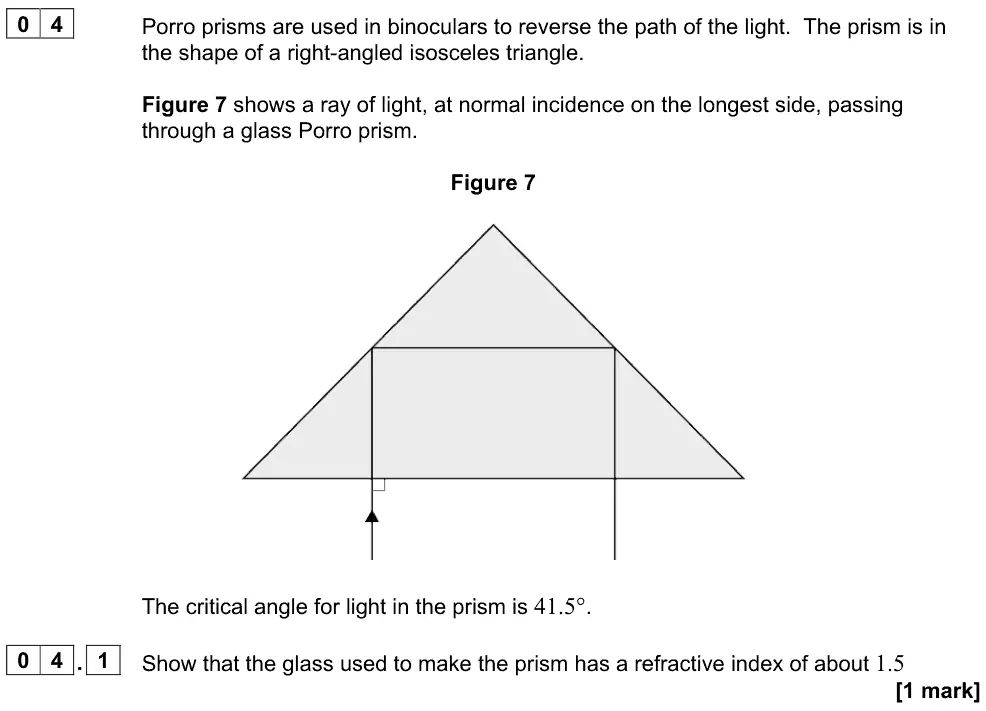 0 4 Porro prisms are used in binoculars to reverse the path of the light. The prism is in
the shape of a right-angled isosceles triangle.
Figure 7 shows a ray of light, at normal incidence on the longest side, passing
through a glass Porro prism.
Figure 7
The critical angle for light in the prism is 41.5°.
0 4 . 1 Show that the glass used to make the prism has a refractive index of about 1.5
[1 mark]